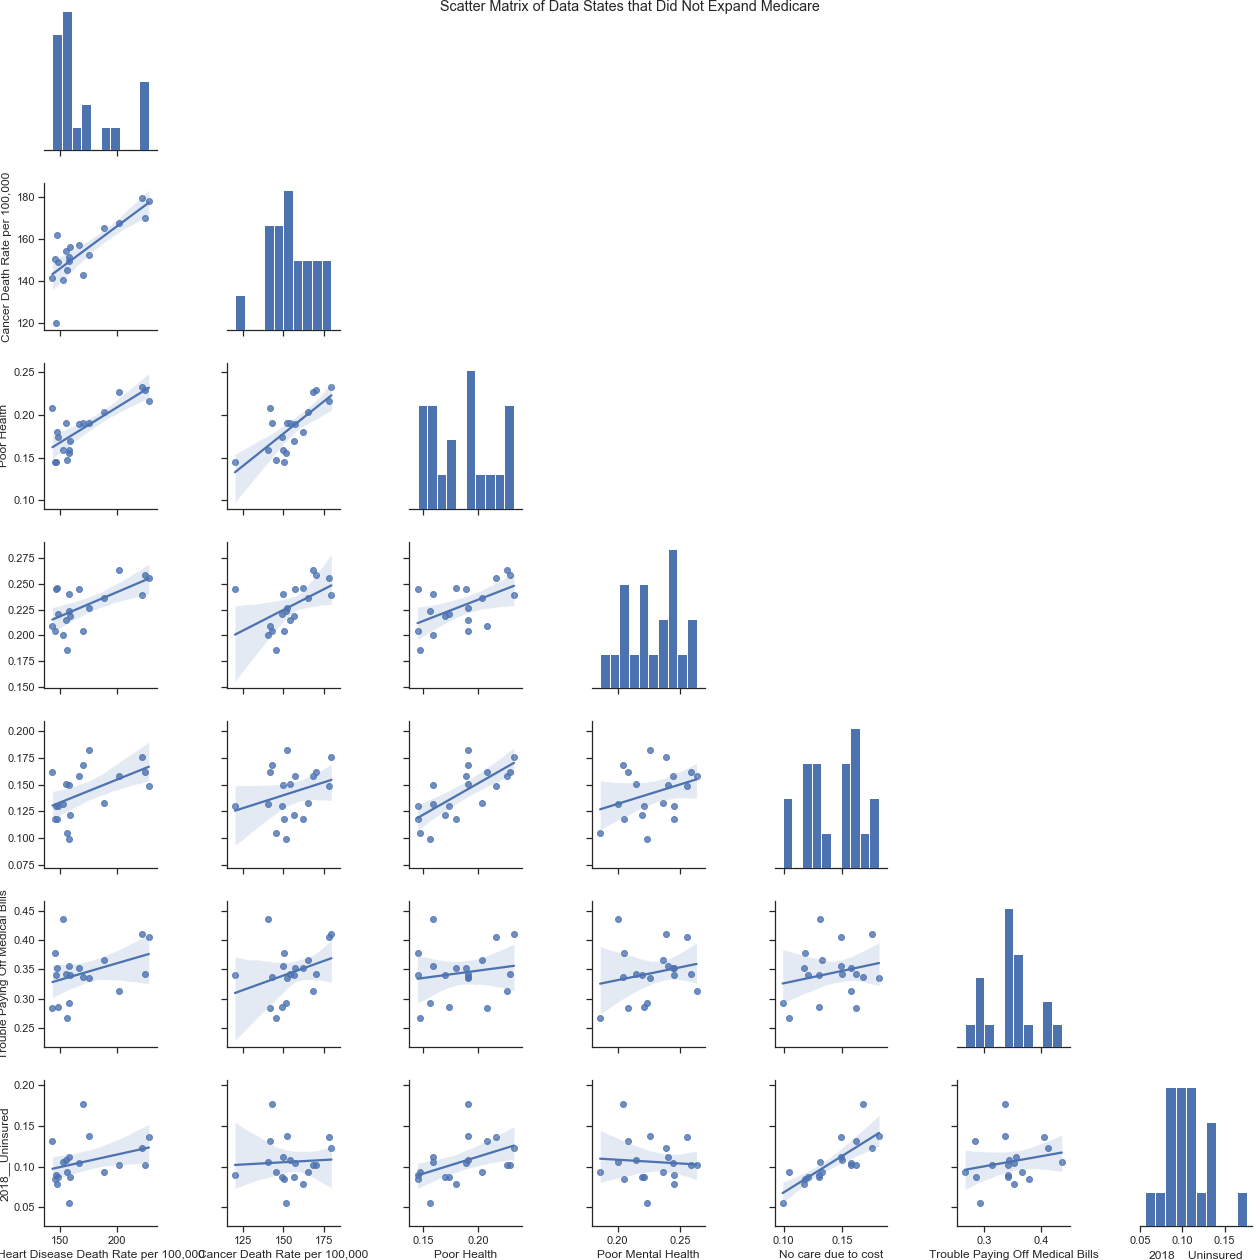 Scatter Matrix of Data States that Did Not Expand Medicare
Cancer Death Rate per 100,000
180
160
140
120
Poor Health
0.25
0.20
0.15
0.10
0.275
0.250
0.225
0.200
0.175
0.150
0.200
0.175
0.150
0.125
0.100
0.075
Trouble Paying Off Medical Bills
0.45
0.40
0.35
0.30
0.25
2018__Uninsured
0.20
0.15
0.10
0.05
150 200
125 150 175
0.15 0.20
0.20 0.25
0.10 0.15
0.3 0.4
0.05 0.10 0.15
Heart Disease Death Rate per 100,000
Cancer Death Rate per 100,000
Poor Health
Poor Mental Health
No care due to cost
Trouble Paying Off Medical Bills
2018__Uninsured